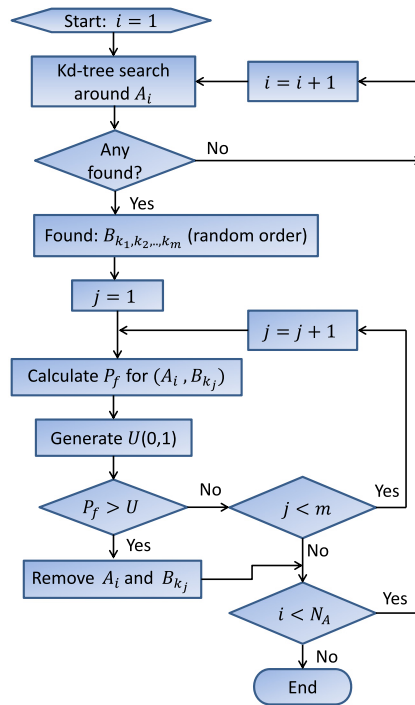 Start: i = 1
Kd-tree search
around A_i
i = i + 1
Any
found?
No
Yes
Found: B_{k_1,k_2,..,k_m} (random order)
j = 1
j = j + 1
Calculate P_f for (A_i , B_{k_j})
Generate U(0,1)
P_f > U
No
j < m
Yes
Yes
No
Remove A_i and B_{k_j}
i < N_A
Yes
No
End